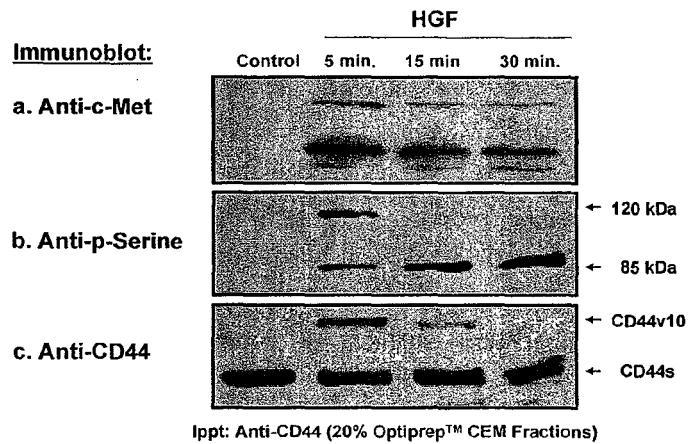 HGF
Immunoblot:
Control 5 min. 15 min 30 min.
a. Anti-c-Met
← 120 kDa
b. Anti-p-Serine
← 85 kDa
← CD44v10
c. Anti-CD44
← CD44s
Ippt: Anti-CD44 (20% Optiprep™ CEM Fractions)